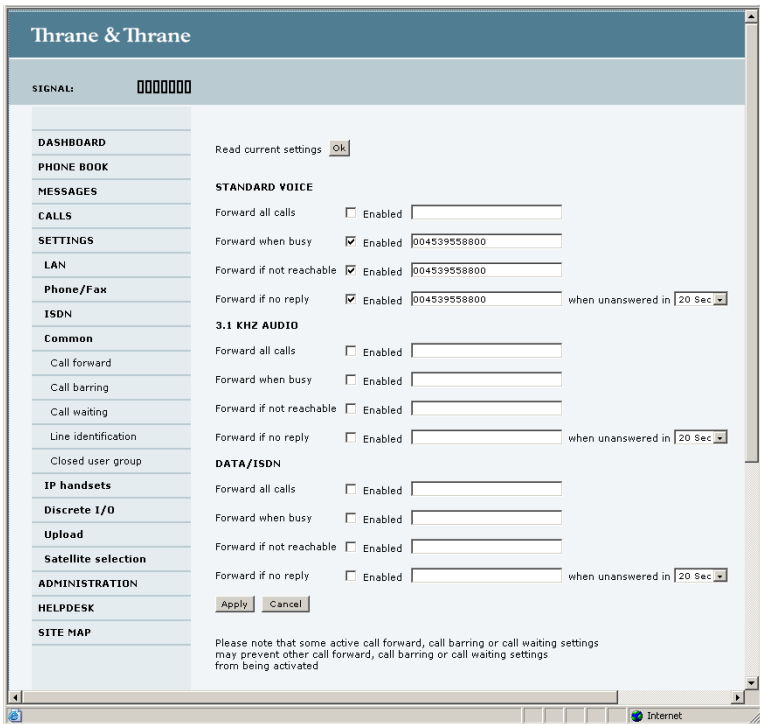 Thrane & Thrane
SIGNAL:
DASHBOARD
PHONE BOOK
MESSAGES
CALLS
SETTINGS
LAN
Phone/Fax
ISDN
Common
Call forward
Call barring
Call waiting
Line identification
Closed user group
IP handsets
Discrete I/O
Upload
Satellite selection
ADMINISTRATION
HELPDESK
SITE MAP
Read current settings Ok
STANDARD VOICE
Forward all calls Enabled
Forward when busy Enabled 004539558800
Forward if not reachable Enabled 004539558800
Forward if no reply Enabled 004539558800 when unanswered in 20 Sec
3.1 KHZ AUDIO
Forward all calls Enabled
Forward when busy Enabled
Forward if not reachable Enabled
Forward if no reply Enabled when unanswered in 20 Sec
DATA/ISDN
Forward all calls Enabled
Forward when busy Enabled
Forward if not reachable Enabled
Forward if no reply Enabled when unanswered in 20 Sec
Apply Cancel
Please note that some active call forward, call barring or call waiting settings
may prevent other call forward, call barring or call waiting settings
from being activated
Internet